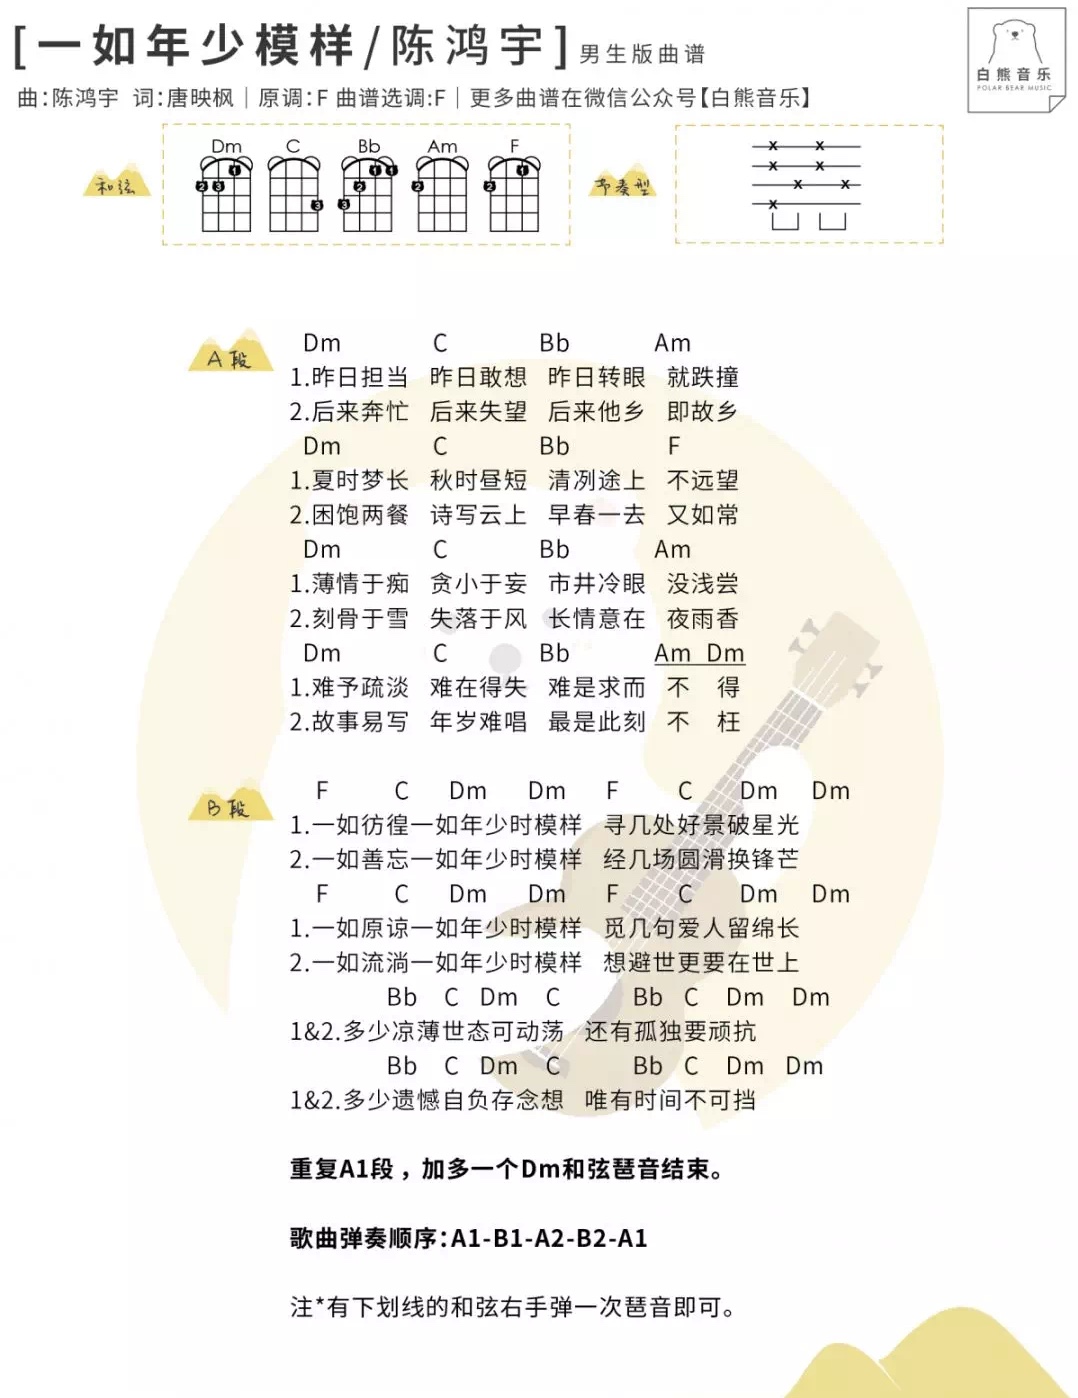 [一如年少模样/陈鸿宇]男生版曲谱
曲:陈鸿宇 词:唐映枫｜原调:F 曲谱选调:F｜更多曲谱在微信公众号【白熊音乐】
白熊音乐
POLAR BEAR MUSIC
和弦
Dm C Bb Am F
2 3 1
3
3 2 1 1
2
2 1
节奏型
x x
x x
x x
x
A段
Dm C Bb Am
1.昨日担当 昨日敢想 昨日转眼 就跌撞
2.后来奔忙 后来失望 后来他乡 即故乡
Dm C Bb F
1.夏时梦长 秋时昼短 清冽途上 不远望
2.困饱两餐 诗写云上 早春一去 又如常
Dm C Bb Am
1.薄情于痴 贪小于妄 市井冷眼 没浅尝
2.刻骨于雪 失落于风 长情意在 夜雨香
Dm C Bb Am Dm
1.难予疏淡 难在得失 难是求而 不 得
2.故事易写 年岁难唱 最是此刻 不 枉
B段
F C Dm Dm F C Dm Dm
1.一如彷徨一如年少时模样 寻几处好景破星光
2.一如善忘一如年少时模样 经几场圆滑换锋芒
F C Dm Dm F C Dm Dm
1.一如原谅一如年少时模样 觅几句爱人留绵长
2.一如流淌一如年少时模样 想避世更要在世上
Bb C Dm C Bb C Dm Dm
1&2.多少凉薄世态可动荡 还有孤独要顽抗
Bb C Dm C Bb C Dm Dm
1&2.多少遗憾自负存念想 唯有时间不可挡
重复A1段，加多一个Dm和弦琶音结束。
歌曲弹奏顺序:A1-B1-A2-B2-A1
注*有下划线的和弦右手弹一次琶音即可。